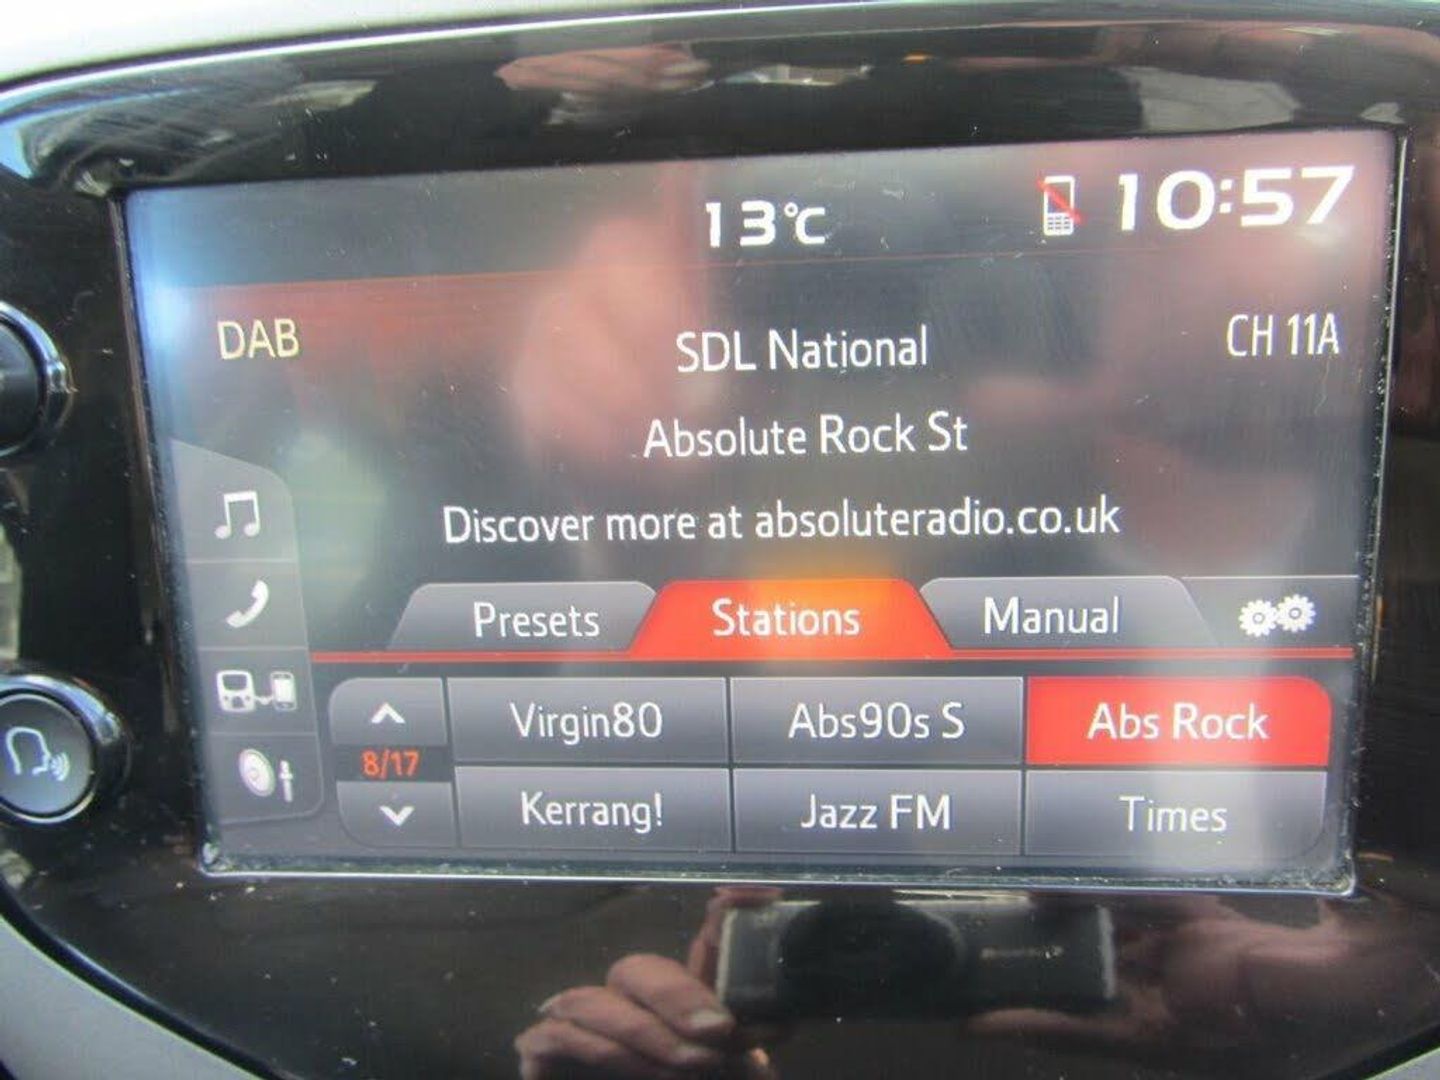 13°C 10:57
DAB SDL National CH 11A
Absolute Rock St
Discover more at absoluteradio.co.uk
Presets Stations Manual
Virgin80 Abs90s S Abs Rock
8/17
Kerrang! Jazz FM Times